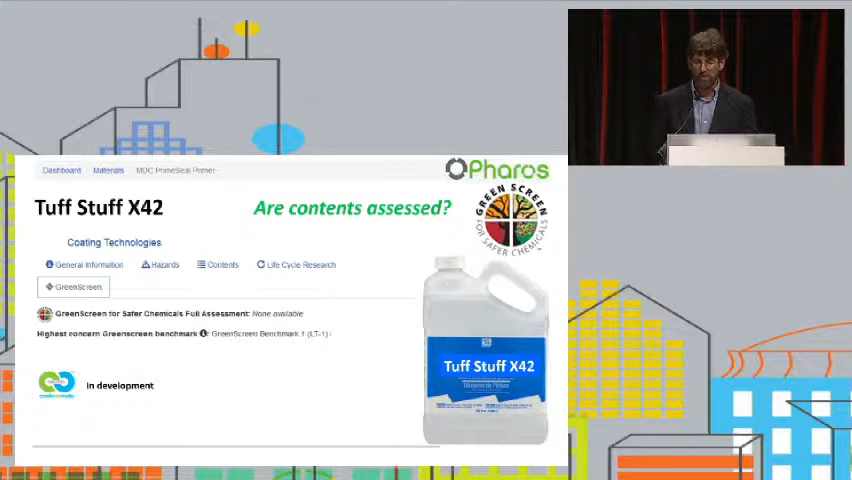 Dashboard Materials MDC PrimeSeal Primer
Pharos
Tuff Stuff X42
Are contents assessed?
GREEN SCREEN
FOR SAFER CHEMICALS
Coating Technologies
General Information Hazards Contents Life Cycle Research
GreenScreen
GreenScreen for Safer Chemicals Full Assessment: None available
Highest concern Greenscreen benchmark : GreenScreen Benchmark 1 (LT-1)
In development
Tuff Stuff X42